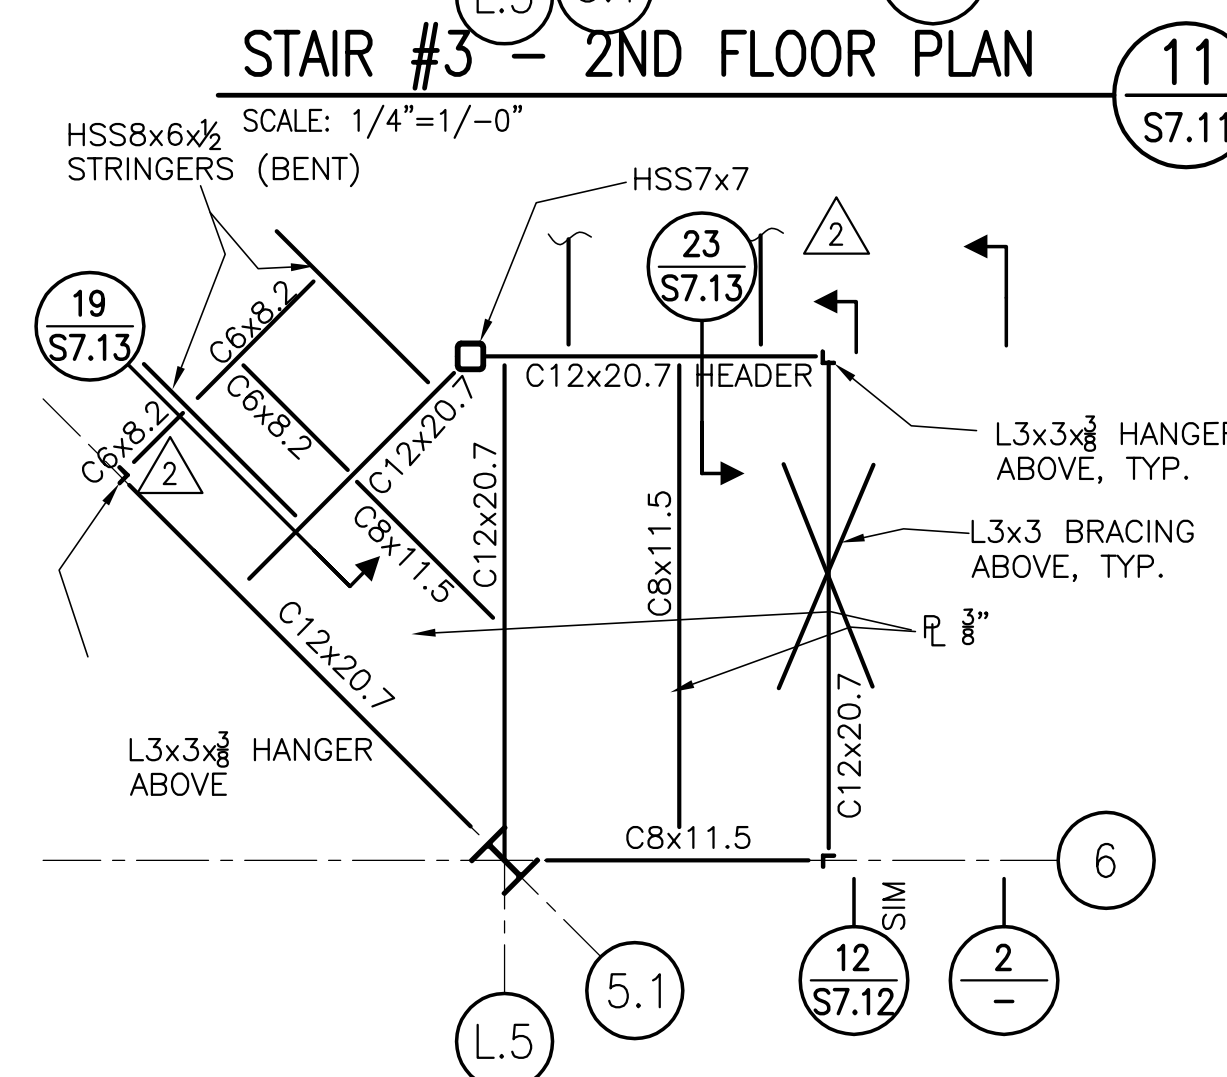 L.5
STAIR #3 - 2ND FLOOR PLAN
11
S7.11
SCALE: 1/4"=1/-0"
HSS8x6x½
STRINGERS (BENT)
HSS7x7
23
S7.13
2
19
S7.13
C6x8.2
C6x8.2
C6x8.2
2
C12x20.7
C12x20.7 HEADER
L3x3x3/8 HANGER
ABOVE, TYP.
C12x20.7
C8x11.5
C8x11.5
L3x3 BRACING
ABOVE, TYP.
PL 3/8"
C12x20.7
C12x20.7
L3x3x3/8 HANGER
ABOVE
C8x11.5
6
SIM
12
S7.12
2
-
5.1
L.5